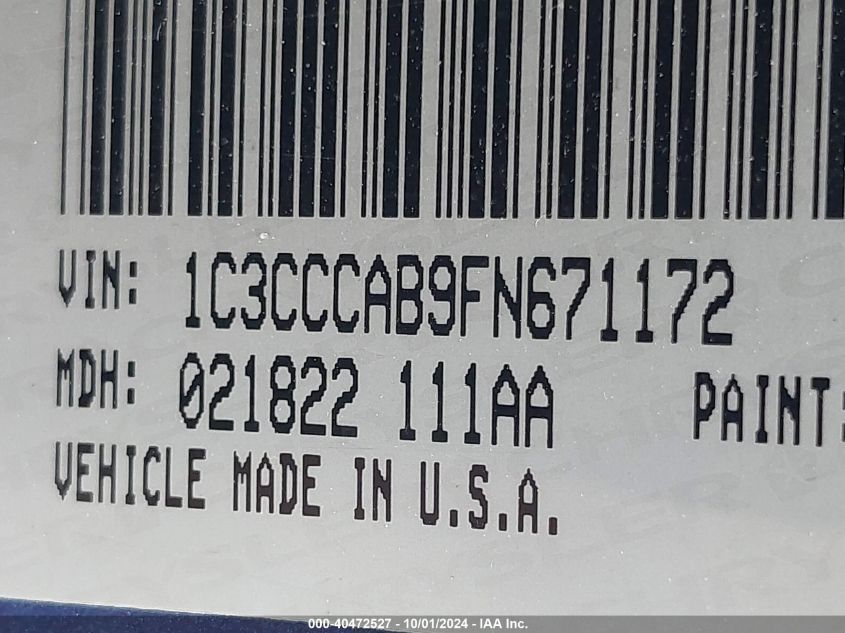 VIN: 1C3CCCAB9FN671172
MDH: 021822 111AA PAINT:
VEHICLE MADE IN U.S.A.
000-40472527 - 10/01/2024 - IAA Inc.